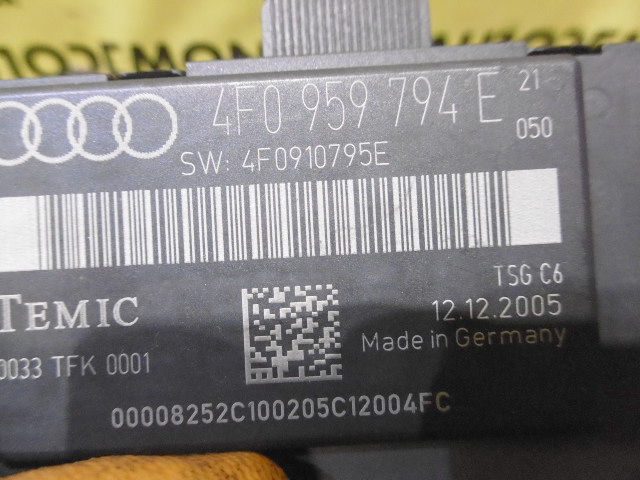 4F0 959 794 E 21
050
SW: 4F0910795E
TSG C6
TEMIC
12.12.2005
Made in Germany
0033 TFK 0001
00008252C100205C12004FC